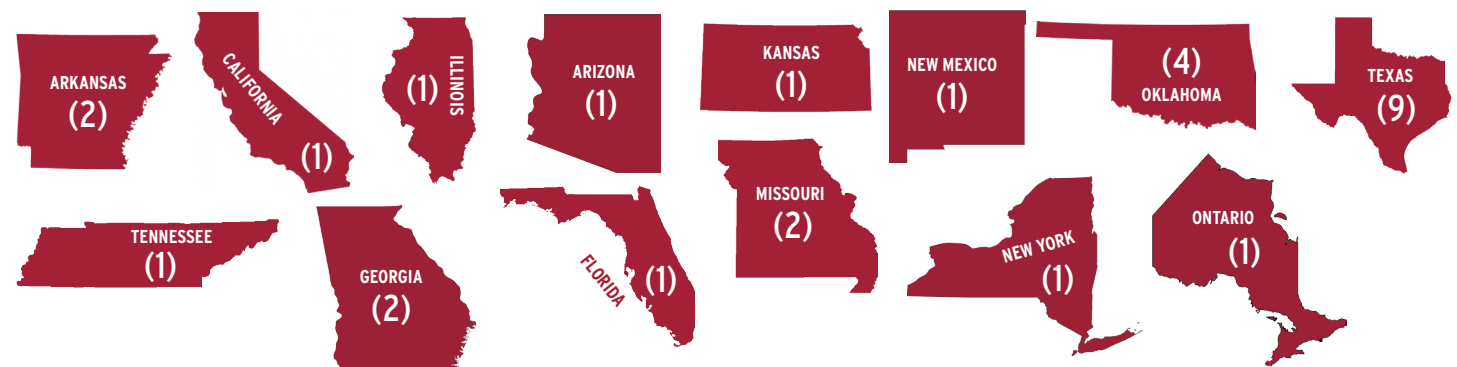 ARKANSAS
(2)
CALIFORNIA
(1)
ILLINOIS
(1)
ARIZONA
(1)
KANSAS
(1)
NEW MEXICO
(1)
(4)
OKLAHOMA
TEXAS
(9)
TENNESSEE
(1)
GEORGIA
(2)
FLORIDA
(1)
MISSOURI
(2)
NEW YORK
(1)
ONTARIO
(1)